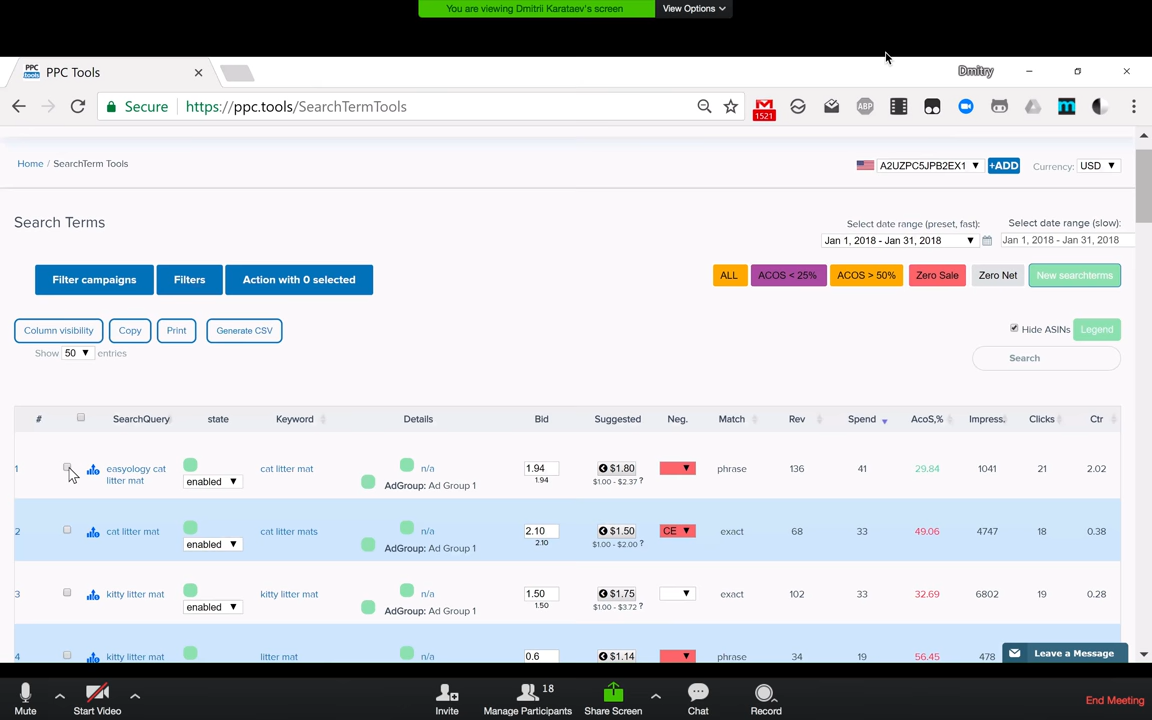 You are viewing Dmitrii Karataev's screen View Options
PPC Tools
Dmitry
Secure https://ppc.tools/SearchTermTools
1521
ABP
Home / SearchTerm Tools
A2UZPC5JPB2EX1 +ADD Currency: USD
Search Terms
Select date range (preset, fast): Select date range (slow):
Jan 1, 2018 - Jan 31, 2018 Jan 1, 2018 - Jan 31, 2018
Filter campaigns Filters Action with 0 selected ALL ACOS < 25% ACOS > 50% Zero Sale Zero Net New searchterms
Column visibility Copy Print Generate CSV Hide ASINs Legend
Show 50 entries Search
# SearchQuery state Keyword Details Bid Suggested Neg. Match Rev Spend AcoS,% Impress. Clicks Ctr
1 easyology cat litter mat enabled cat litter mat n/a AdGroup: Ad Group 1 1.94 1.94 $1.80 $1.00 - $2.37 ? phrase 136 41 29.84 1041 21 2.02
2 cat litter mat enabled cat litter mats n/a AdGroup: Ad Group 1 2.10 2.10 $1.50 $1.00 - $2.00 ? CE exact 68 33 49.06 4747 18 0.38
3 kitty litter mat enabled kitty litter mat n/a AdGroup: Ad Group 1 1.50 1.50 $1.75 $1.00 - $3.72 ? exact 102 33 32.69 6802 19 0.28
4 kitty litter mat litter mat n/a 0.6 $1.14 phrase 34 19 56.45 478
Leave a Message
18
Mute Start Video Invite Manage Participants Share Screen Chat Record End Meeting